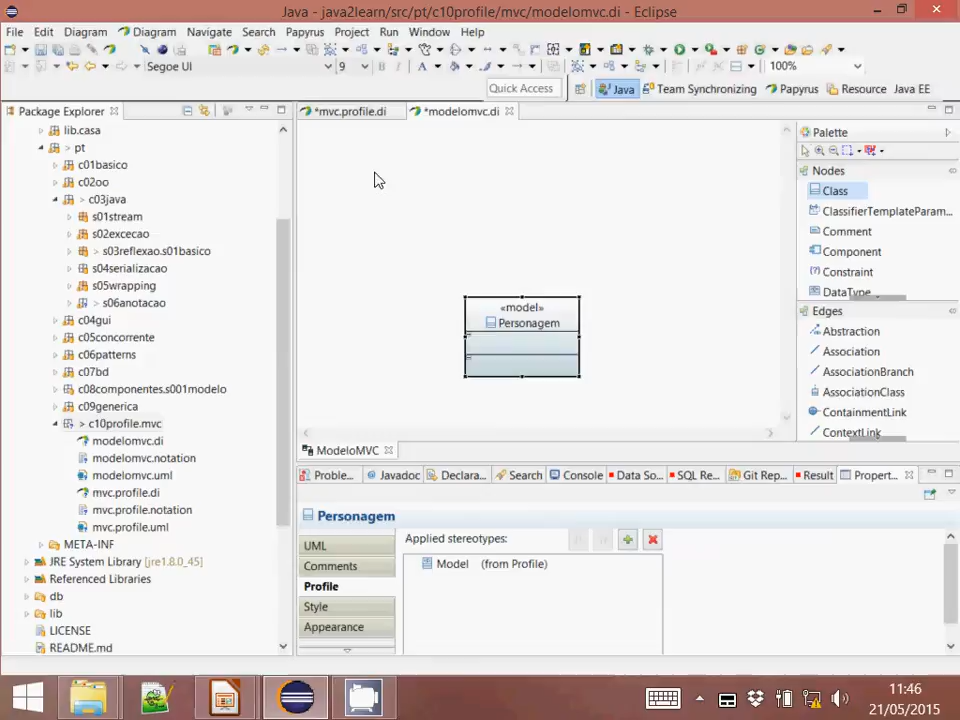 Java - java2learn/src/pt/c10profile/mvc/modelomvc.di - Eclipse
File Edit Diagram Diagram Navigate Search Papyrus Project Run Window Help
Segoe UI 9 B I A 100%
Quick Access Java Team Synchronizing Papyrus Resource Java EE
Package Explorer
*mvc.profile.di *modelomvc.di
lib.casa
> pt
c01basico
c02oo
> c03java
s01stream
s02excecao
> s03reflexao.s01basico
s04serializacao
s05wrapping
> s06anotacao
c04gui
c05concorrente
c06patterns
c07bd
c08componentes.s001modelo
c09generica
> c10profile.mvc
modelomvc.di
modelomvc.notation
modelomvc.uml
mvc.profile.di
mvc.profile.notation
mvc.profile.uml
META-INF
JRE System Library [jre1.8.0_45]
Referenced Libraries
db
lib
LICENSE
README.md
«model»
Personagem
ModeloMVC
Palette
Nodes
Class
ClassifierTemplateParam...
Comment
Component
Constraint
DataType
Edges
Abstraction
Association
AssociationBranch
AssociationClass
ContainmentLink
ContextLink
Proble... Javadoc Declara... Search Console Data So... SQL Re... Git Rep... Result Propert...
Personagem
UML
Comments
Profile
Style
Appearance
Applied stereotypes:
Model (from Profile)
11:46
21/05/2015